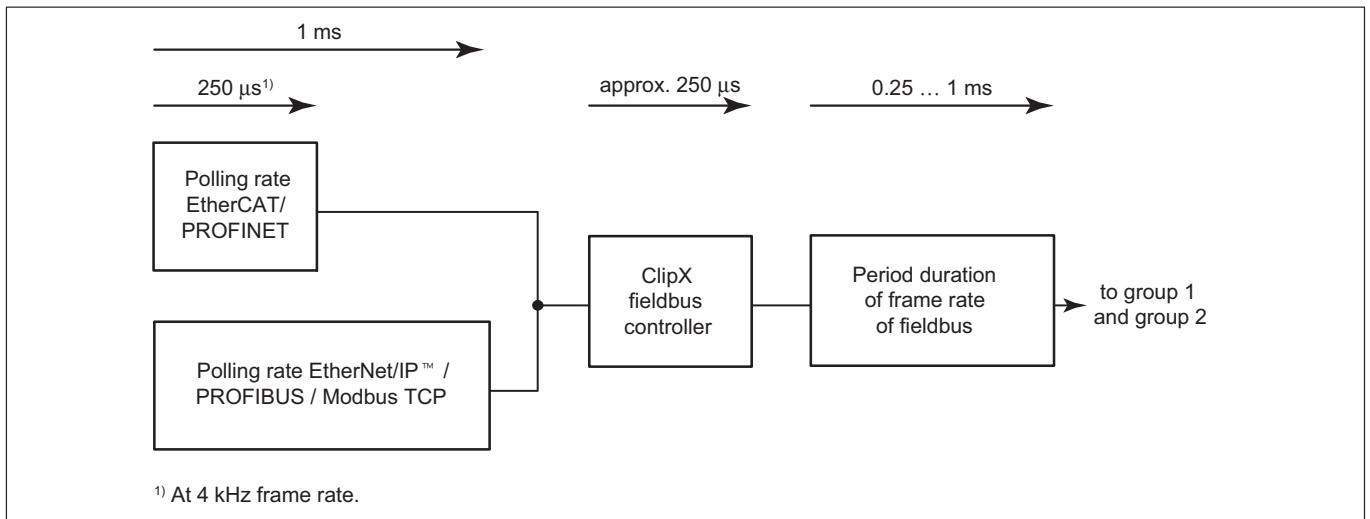 1 ms
250 μs1)
approx. 250 μs
0.25 … 1 ms
Polling rate
EtherCAT/
PROFINET
ClipX
fieldbus
controller
Period duration
of frame rate
of fieldbus
to group 1
and group 2
Polling rate EtherNet/IP™ /
PROFIBUS / Modbus TCP
1) At 4 kHz frame rate.